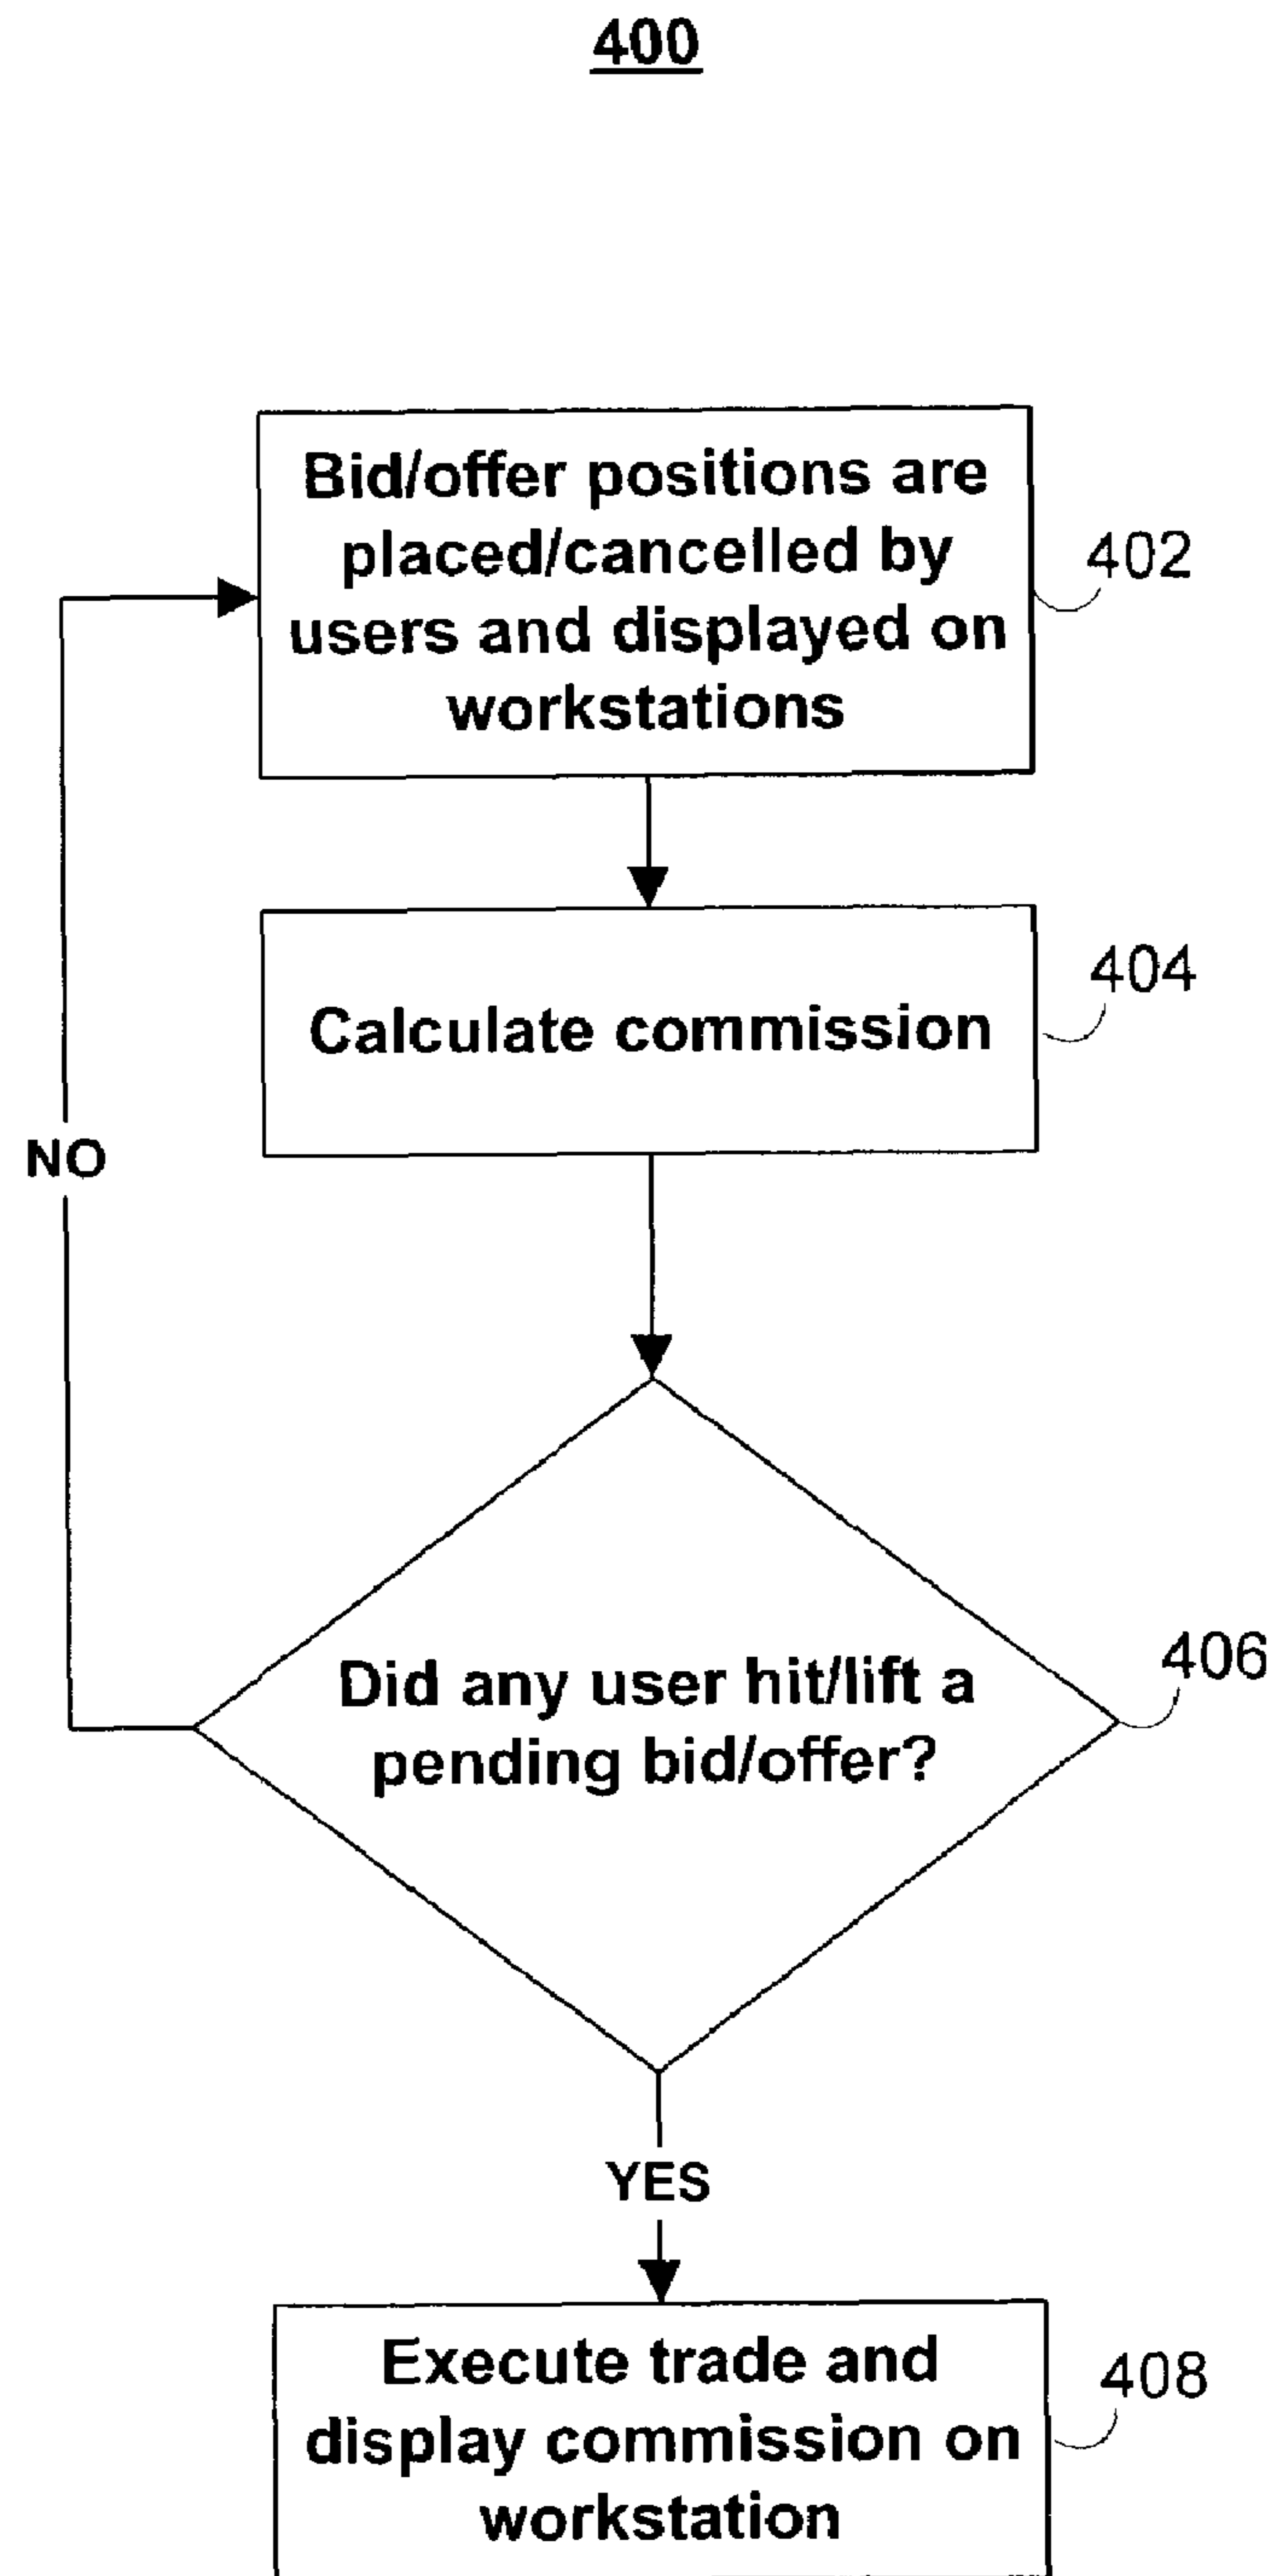 400
Bid/offer positions are
placed/cancelled by
users and displayed on
workstations
402
Calculate commission
404
NO
Did any user hit/lift a
pending bid/offer?
406
YES
Execute trade and
display commission on
workstation
408